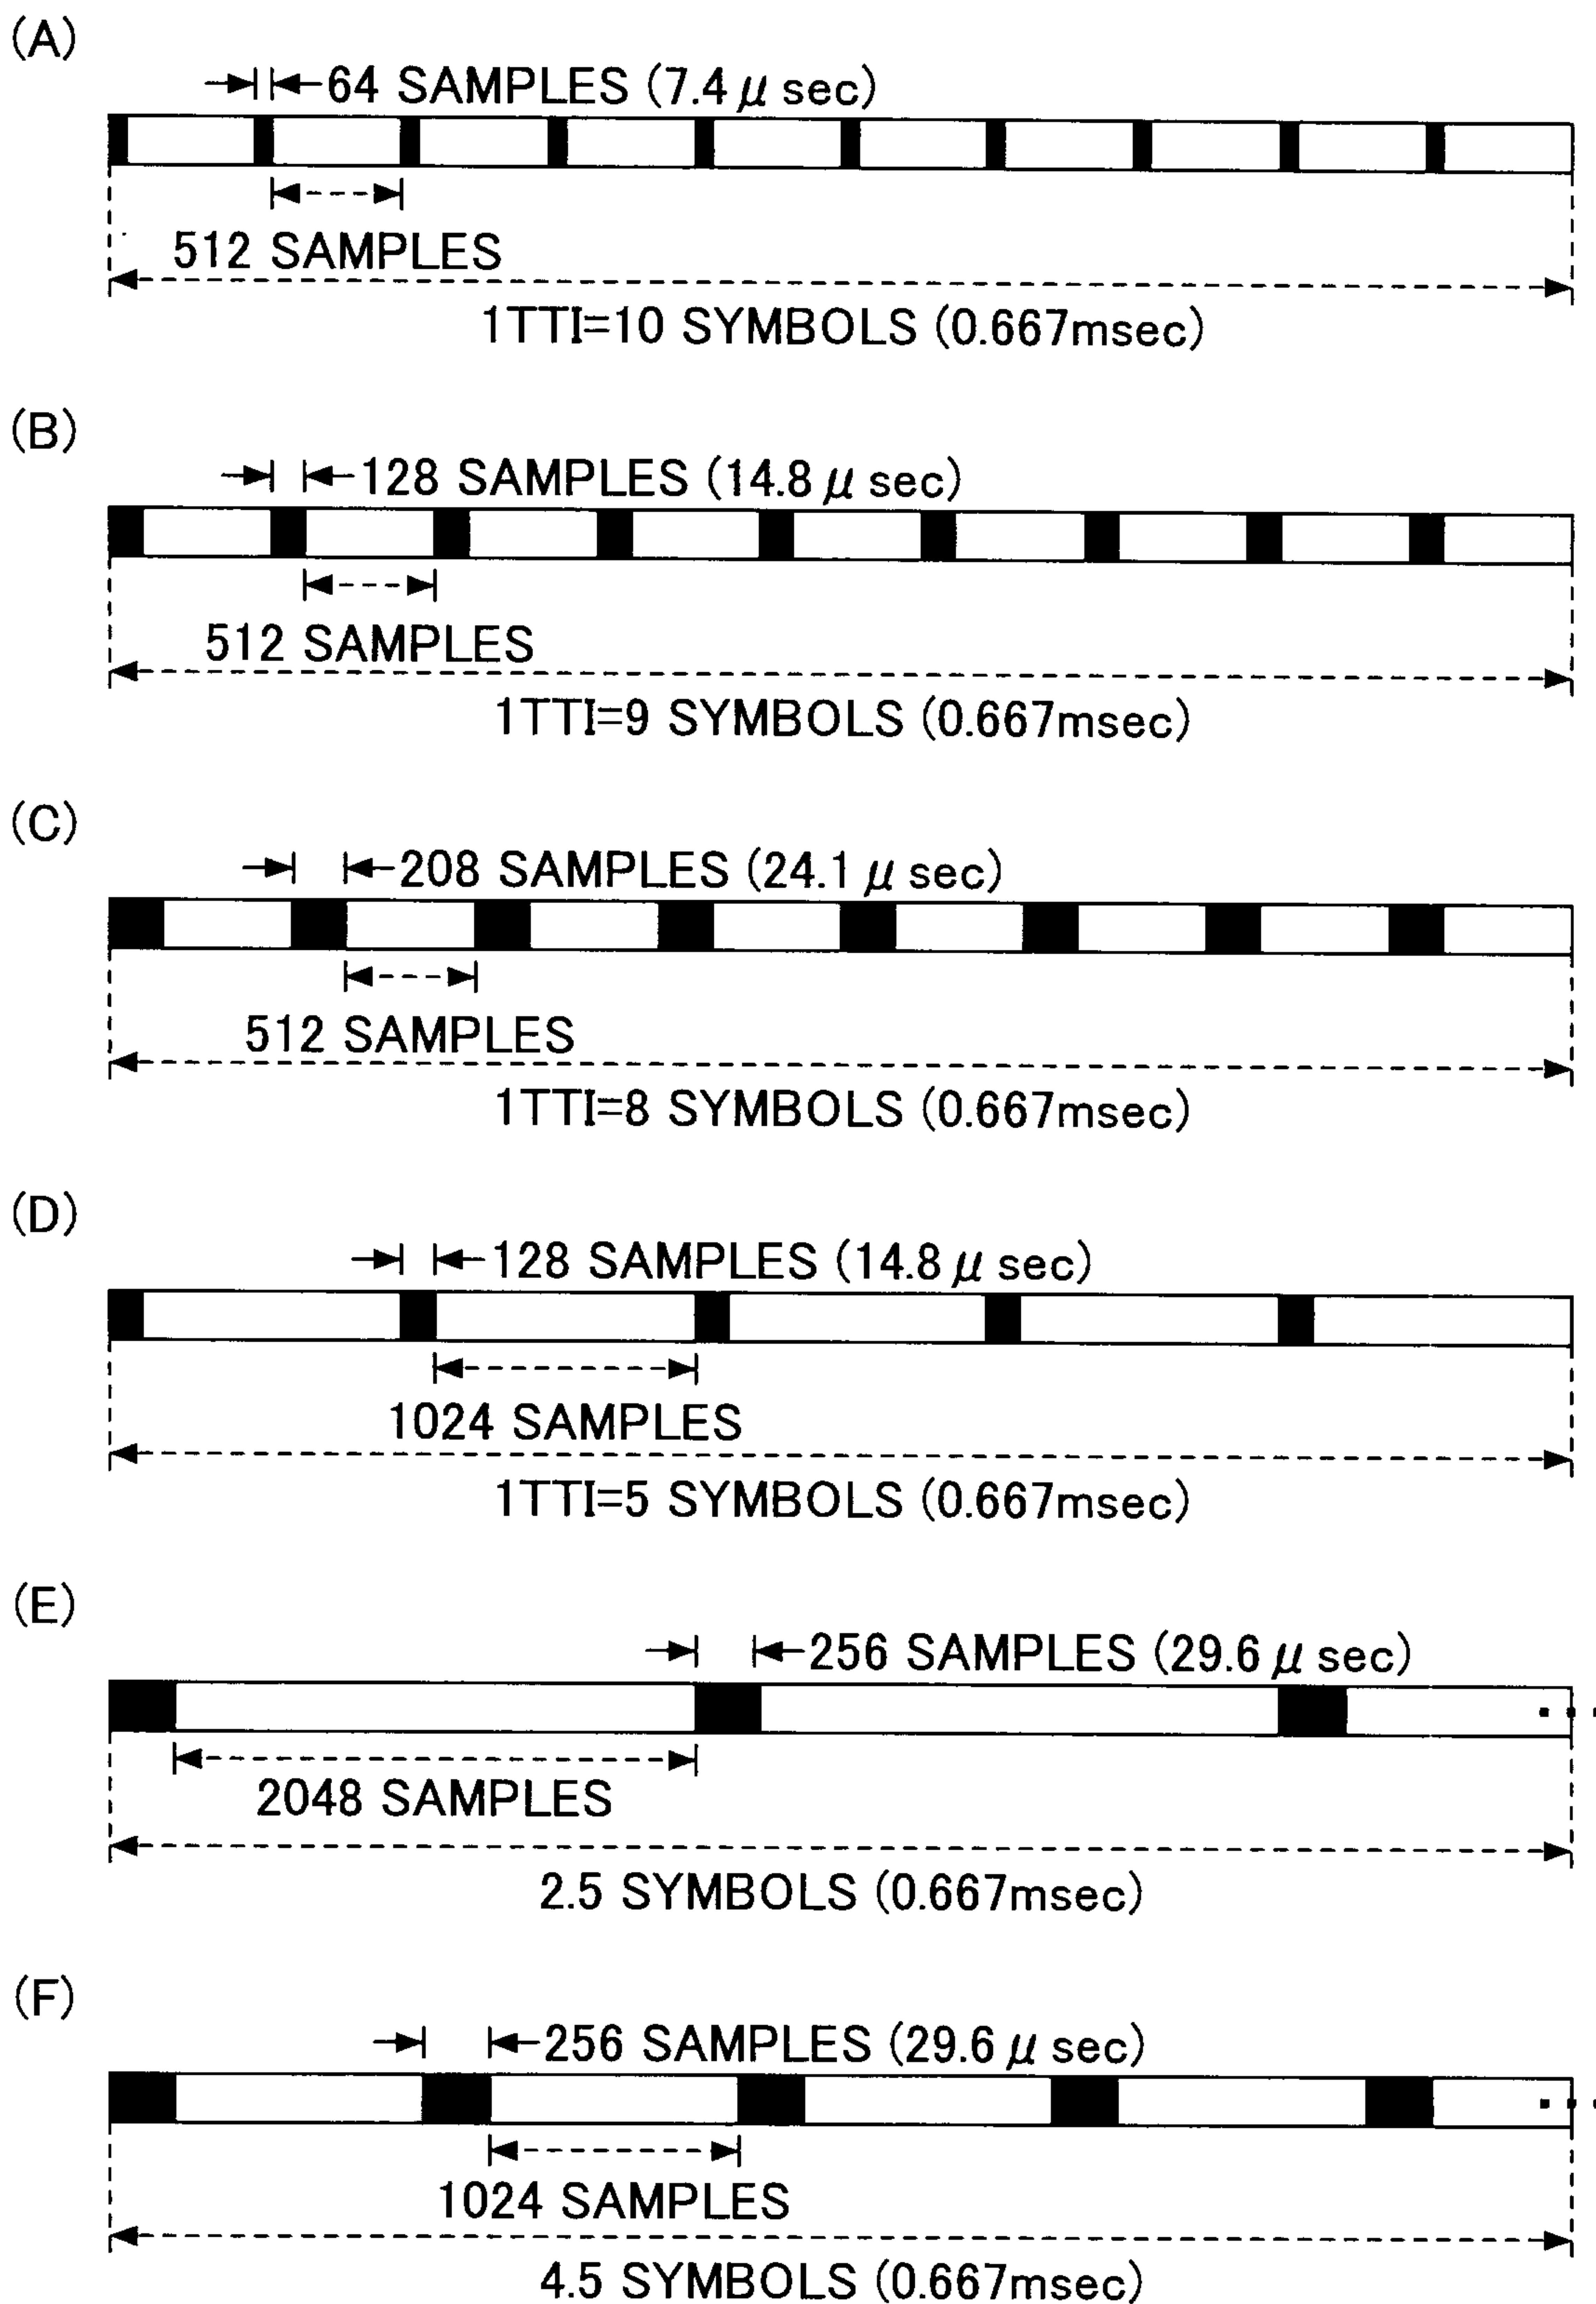 (A)
64 SAMPLES (7.4 μ sec)
512 SAMPLES
1TTI=10 SYMBOLS (0.667msec)
(B)
128 SAMPLES (14.8 μ sec)
512 SAMPLES
1TTI=9 SYMBOLS (0.667msec)
(C)
208 SAMPLES (24.1 μ sec)
512 SAMPLES
1TTI=8 SYMBOLS (0.667msec)
(D)
128 SAMPLES (14.8 μ sec)
1024 SAMPLES
1TTI=5 SYMBOLS (0.667msec)
(E)
256 SAMPLES (29.6 μ sec)
2048 SAMPLES
2.5 SYMBOLS (0.667msec)
(F)
256 SAMPLES (29.6 μ sec)
1024 SAMPLES
4.5 SYMBOLS (0.667msec)